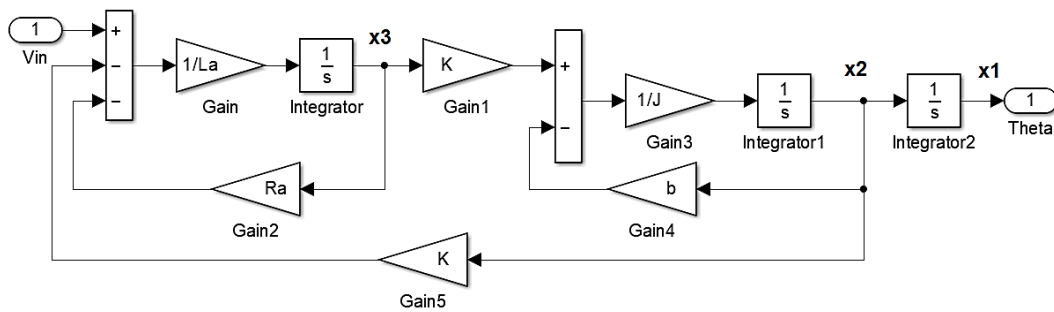 1
Vin
+
−
−
1/La
Gain
1
s
Integrator
x3
K
Gain1
+
−
1/J
Gain3
1
s
Integrator1
x2
1
s
Integrator2
x1
1
Theta
Ra
Gain2
b
Gain4
K
Gain5